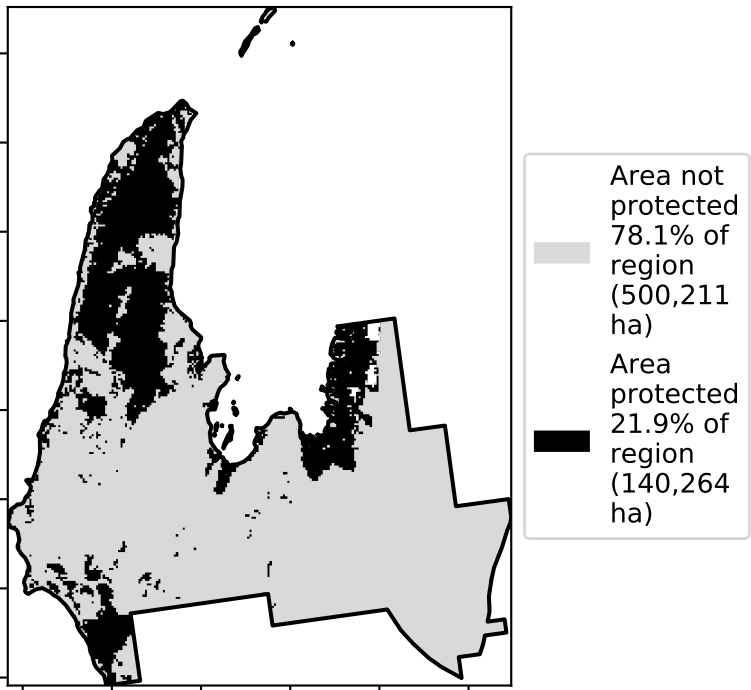 Area not
protected
78.1% of
region
(500,211
ha)
Area
protected
21.9% of
region
(140,264
ha)